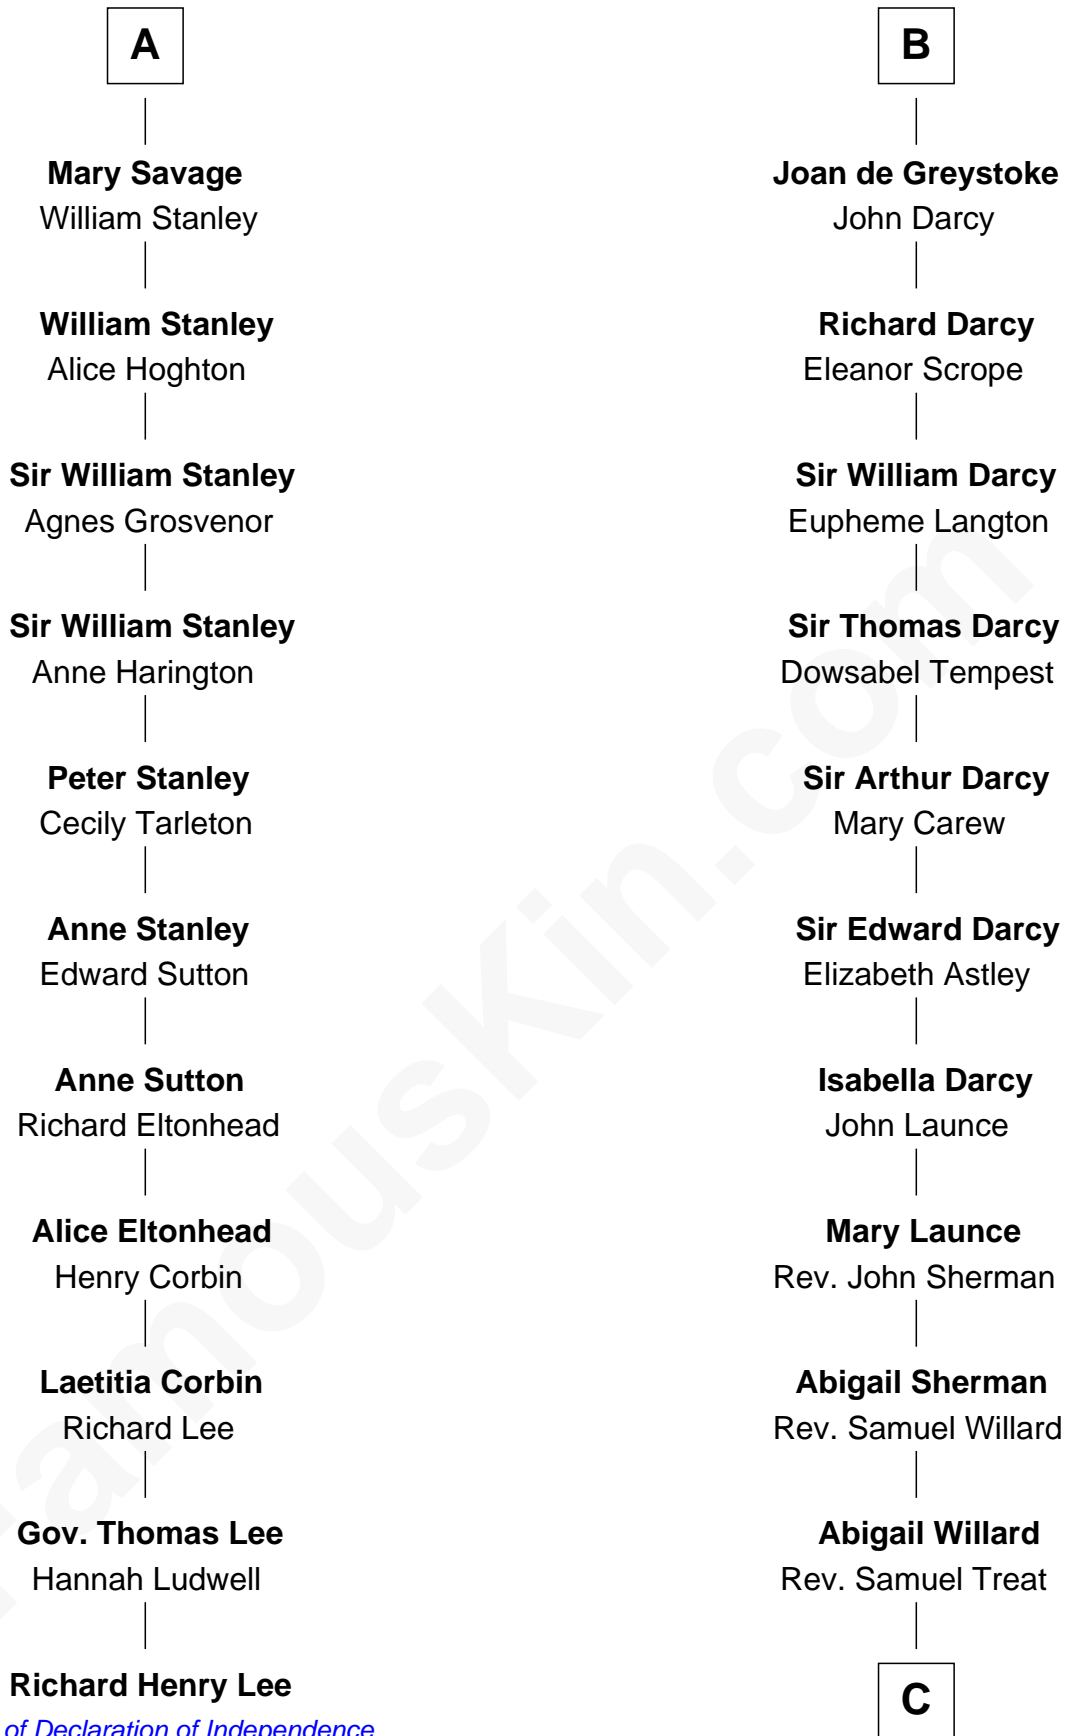 A
Mary Savage
William Stanley
William Stanley
Alice Hoghton
Sir William Stanley
Agnes Grosvenor
Sir William Stanley
Anne Harington
Peter Stanley
Cecily Tarleton
Anne Stanley
Edward Sutton
Anne Sutton
Richard Eltonhead
Alice Eltonhead
Henry Corbin
Laetitia Corbin
Richard Lee
Gov. Thomas Lee
Hannah Ludwell
Richard Henry Lee
of Declaration of Independence
B
Joan de Greystoke
John Darcy
Richard Darcy
Eleanor Scrope
Sir William Darcy
Eupheme Langton
Sir Thomas Darcy
Dowsabel Tempest
Sir Arthur Darcy
Mary Carew
Sir Edward Darcy
Elizabeth Astley
Isabella Darcy
John Launce
Mary Launce
Rev. John Sherman
Abigail Sherman
Rev. Samuel Willard
Abigail Willard
Rev. Samuel Treat
C
FamousKin.com